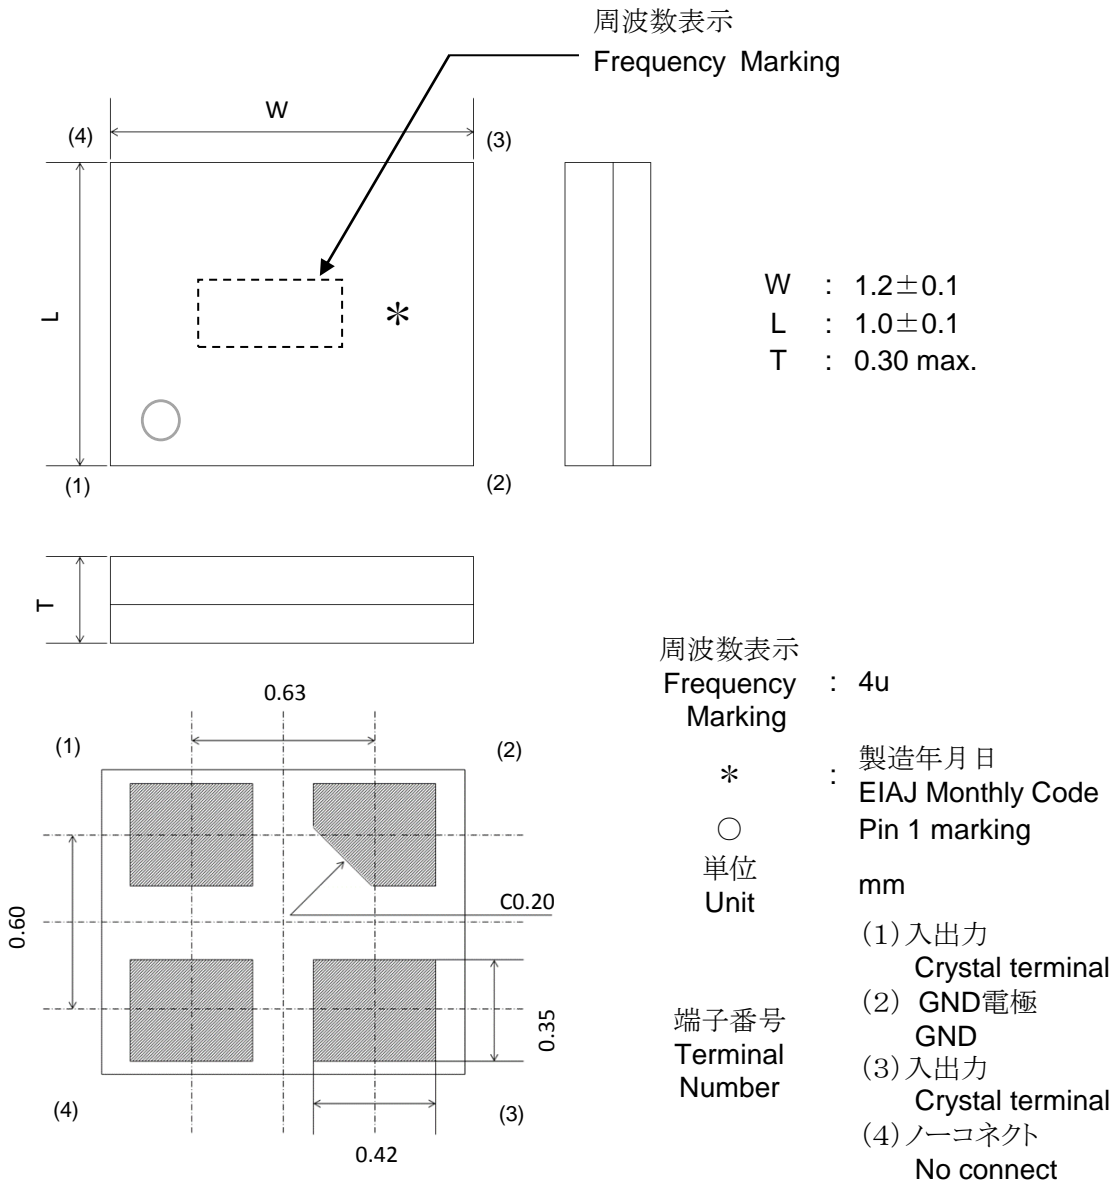 周波数表示
Frequency Marking
W
(4)
(3)
L
(1)
(2)
W : 1.2±0.1
L : 1.0±0.1
T : 0.30 max.
T
0.63
(1)
(2)
0.60
C0.20
0.35
(4)
(3)
0.42
周波数表示
Frequency : 4u
Marking
* : 製造年月日
EIAJ Monthly Code
○ Pin 1 marking
単位
Unit
mm
端子番号
Terminal
Number
(1)入出力
Crystal terminal
(2) GND電極
GND
(3)入出力
Crystal terminal
(4)ノーコネクト
No connect